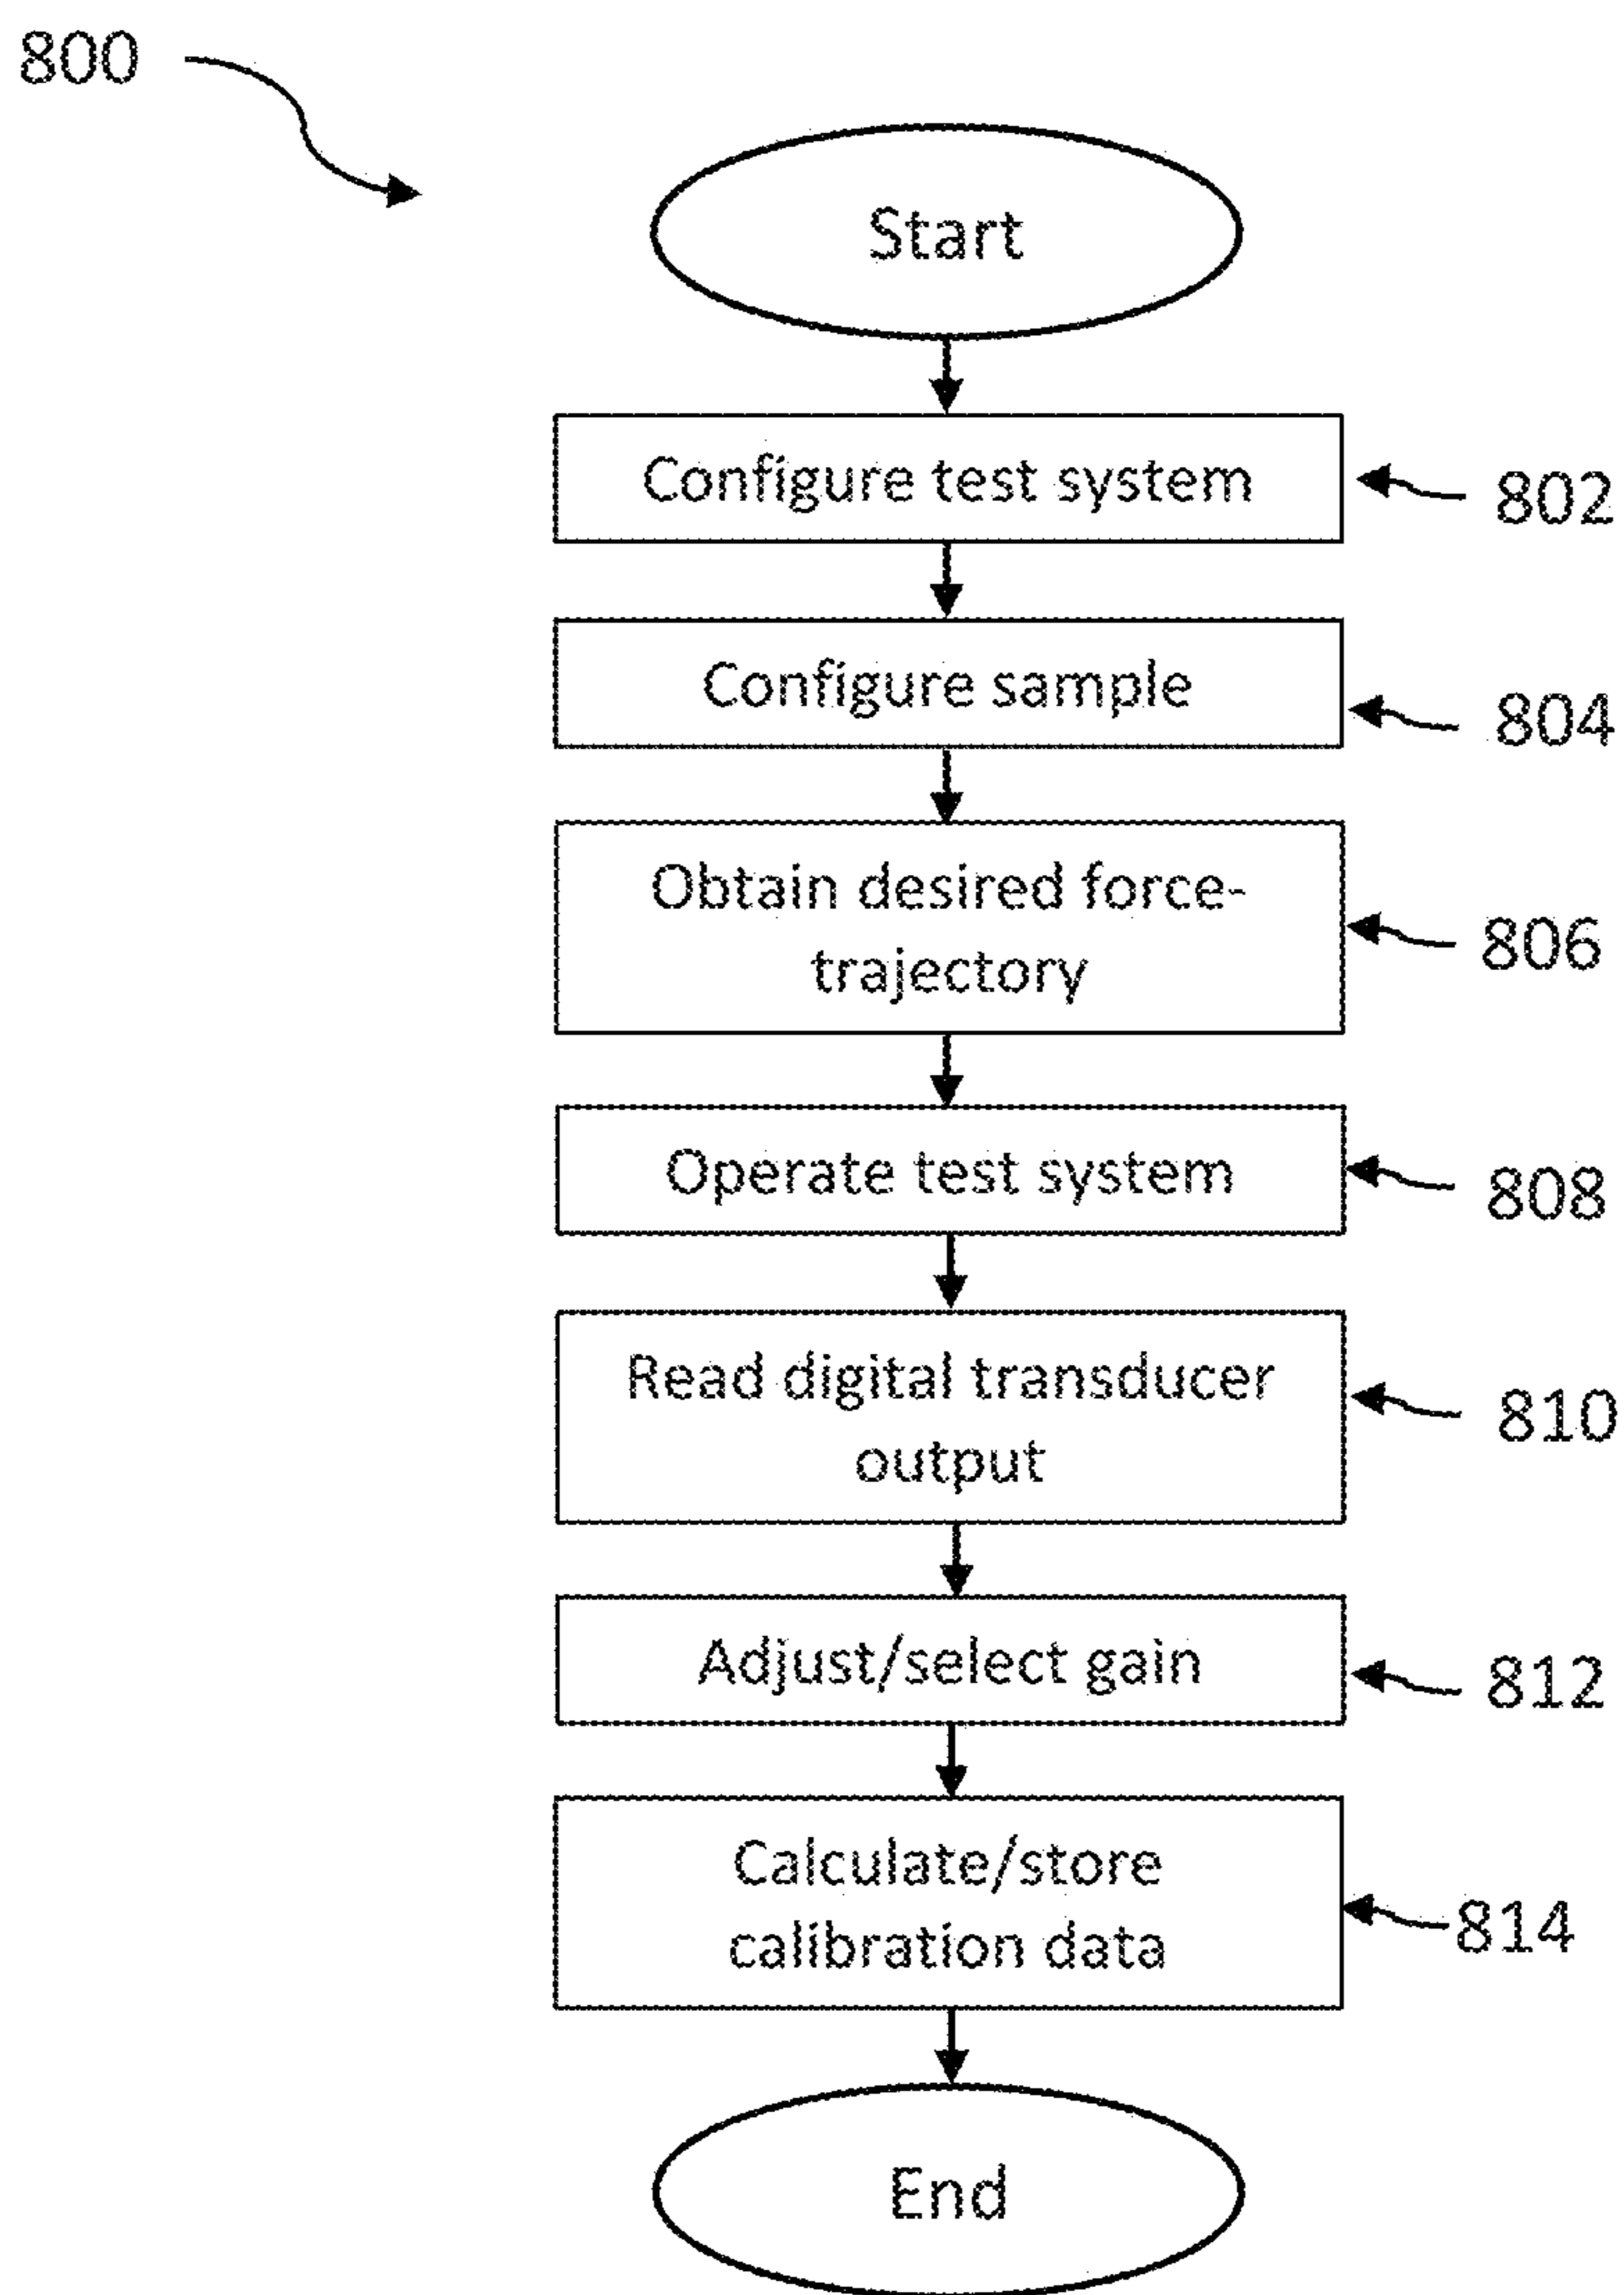 800
Start
Configure test system
802
Configure sample
804
Obtain desired force-
trajectory
806
Operate test system
808
Read digital transducer
output
810
Adjust/select gain
812
Calculate/store
calibration data
814
End